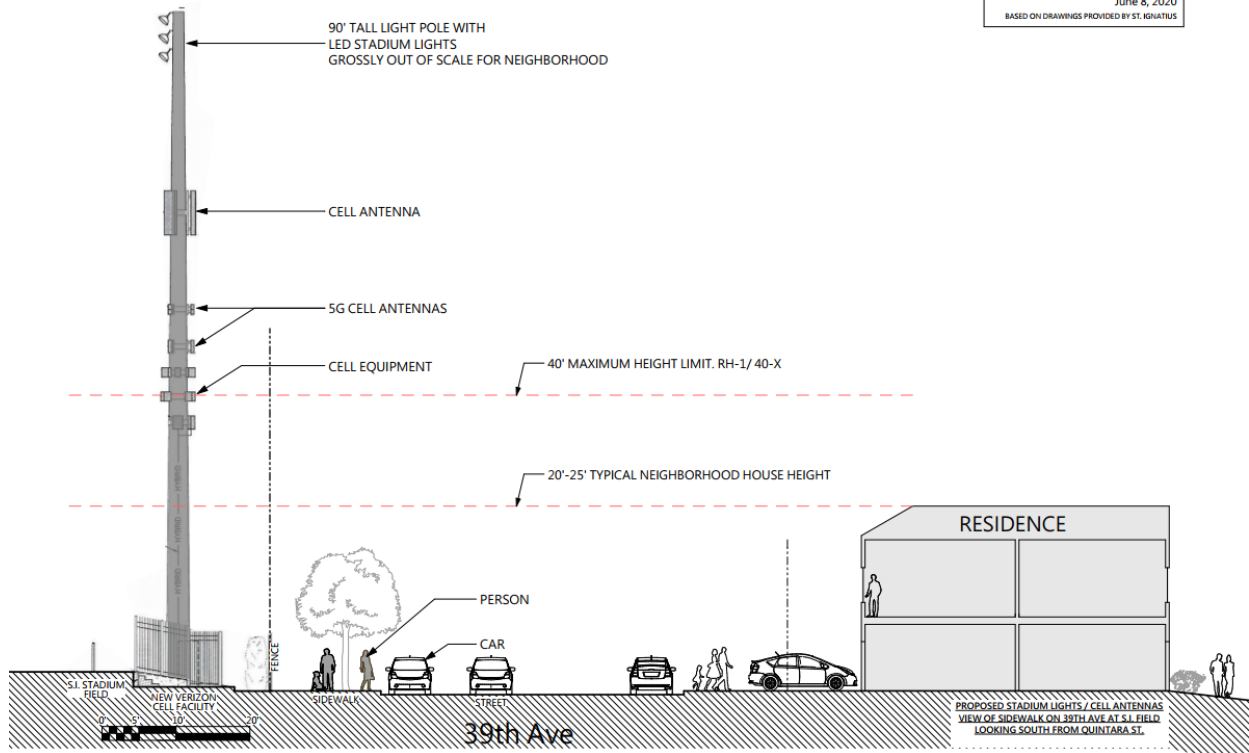 June 8, 2020
BASED ON DRAWINGS PROVIDED BY ST. IGNATIUS
90' TALL LIGHT POLE WITH
LED STADIUM LIGHTS
GROSSLY OUT OF SCALE FOR NEIGHBORHOOD
CELL ANTENNA
5G CELL ANTENNAS
CELL EQUIPMENT
40' MAXIMUM HEIGHT LIMIT. RH-1/ 40-X
20'-25' TYPICAL NEIGHBORHOOD HOUSE HEIGHT
RESIDENCE
HYBRID
HYBRID
HYBRID
PERSON
CAR
FENCE
S.I. STADIUM
FIELD
NEW VERIZON
CELL FACILITY
SIDEWALK
STREET
0' 5' 10' 20'
39th Ave
PROPOSED STADIUM LIGHTS / CELL ANTENNAS
VIEW OF SIDEWALK ON 39TH AVE AT S.I. FIELD
LOOKING SOUTH FROM QUINTARA ST.